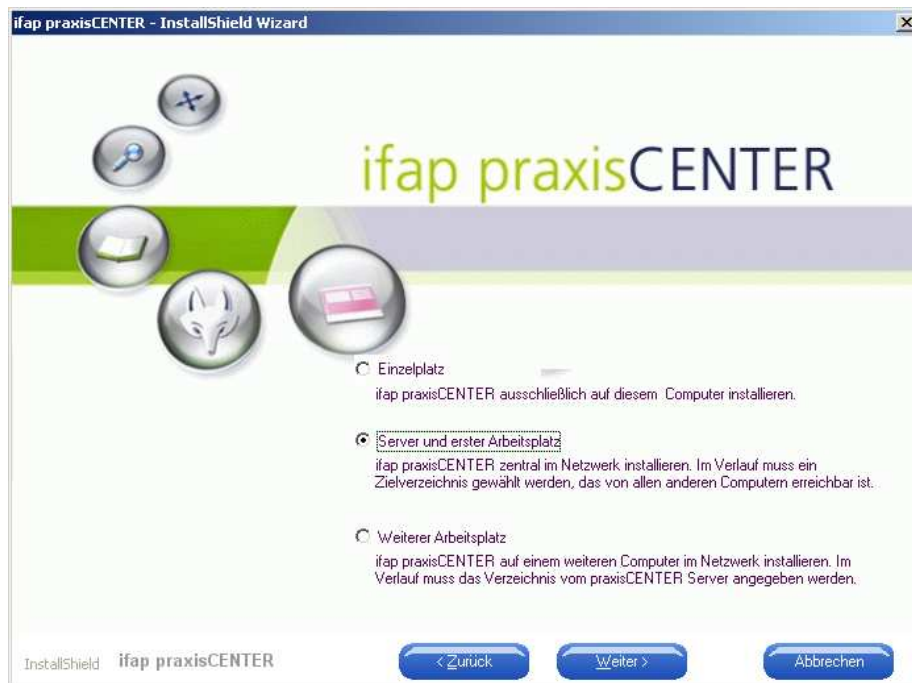 ifap praxisCENTER - InstallShield Wizard
ifap praxisCENTER
Einzelplatz
ifap praxisCENTER ausschließlich auf diesem Computer installieren.
Server und erster Arbeitsplatz
ifap praxisCENTER zentral im Netzwerk installieren. Im Verlauf muss ein
Zielverzeichnis gewählt werden, das von allen anderen Computern erreichbar ist.
Weiterer Arbeitsplatz
ifap praxisCENTER auf einem weiteren Computer im Netzwerk installieren. Im
Verlauf muss das Verzeichnis vom praxisCENTER Server angegeben werden.
InstallShield ifap praxisCENTER
< Zurück Weiter > Abbrechen